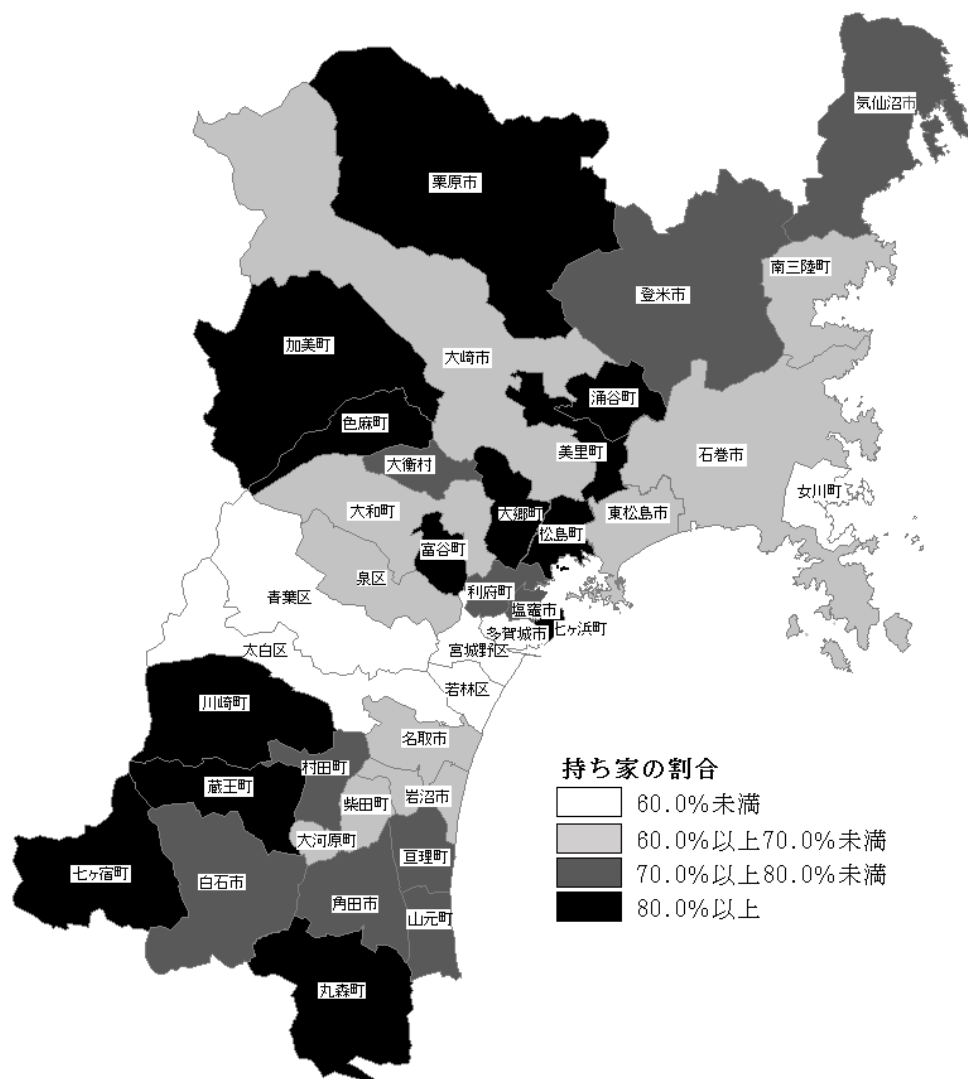 気仙沼市
栗原市
南三陸町
登米市
加美町
大崎市
涌谷町
色麻町
美里町
石巻市
大衡村
女川町
大和町
大郷町
東松島市
松島町
富谷町
泉区
利府町
青葉区
塩竈市
多賀城市
七ヶ浜町
太白区
宮城野区
若林区
川崎町
名取市
村田町
蔵王町
柴田町
岩沼市
大河原町
亘理町
七ヶ宿町
白石市
角田市
山元町
丸森町
持ち家の割合
60.0%未満
60.0%以上70.0%未満
70.0%以上80.0%未満
80.0%以上